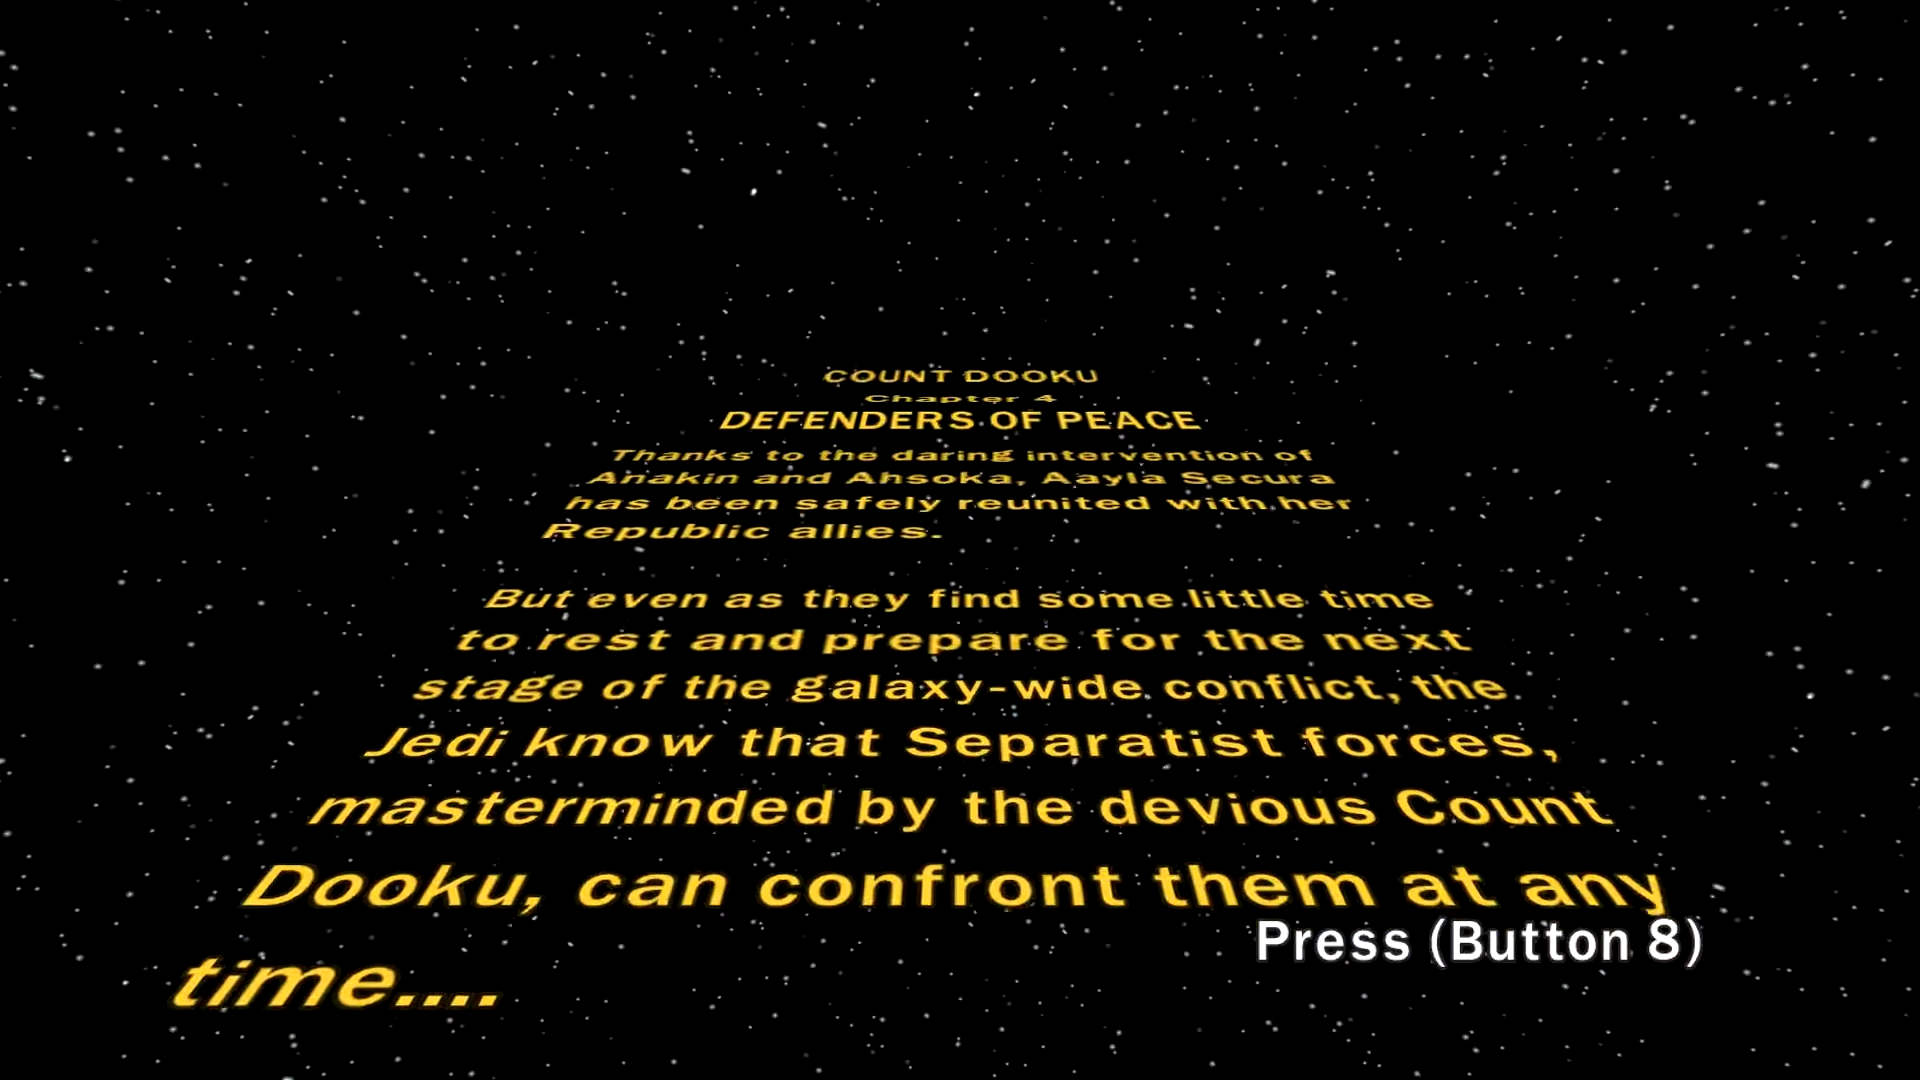 COUNT DOOKU
Chapter 4
DEFENDERS OF PEACE
Thanks to the daring intervention of
Anakin and Ahsoka, Aayla Secura
has been safely reunited with her
Republic allies.
But even as they find some little time
to rest and prepare for the next
stage of the galaxy-wide conflict, the
Jedi know that Separatist forces,
masterminded by the devious Count
Dooku, can confront them at any
time....
Press (Button 8)